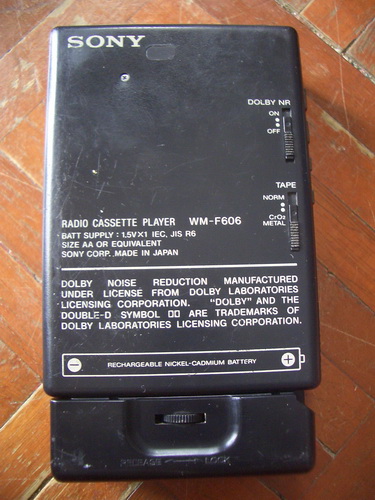 SONY
DOLBY NR
ON
OFF
TAPE
NORM
CrO₂
METAL
RADIO CASSETTE PLAYER WM-F606
BATT SUPPLY : 1.5V×1 IEC, JIS R6
SIZE AA OR EQUIVALENT
SONY CORP. MADE IN JAPAN
DOLBY NOISE REDUCTION MANUFACTURED
UNDER LICENSE FROM DOLBY LABORATORIES
LICENSING CORPORATION. "DOLBY" AND THE
DOUBLE-D SYMBOL DD ARE TRADEMARKS OF
DOLBY LABORATORIES LICENSING CORPORATION.
− RECHARGEABLE NICKEL-CADMIUM BATTERY +
RELEASE LOCK